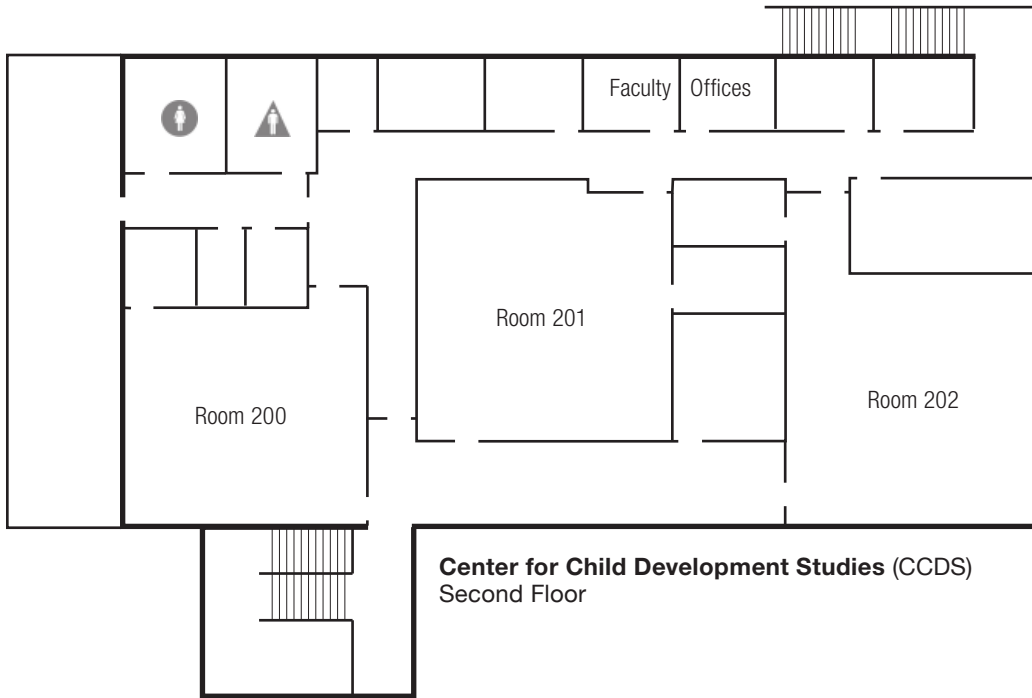 Faculty Offices
Room 201
Room 202
Room 200
Center for Child Development Studies (CCDS)
Second Floor